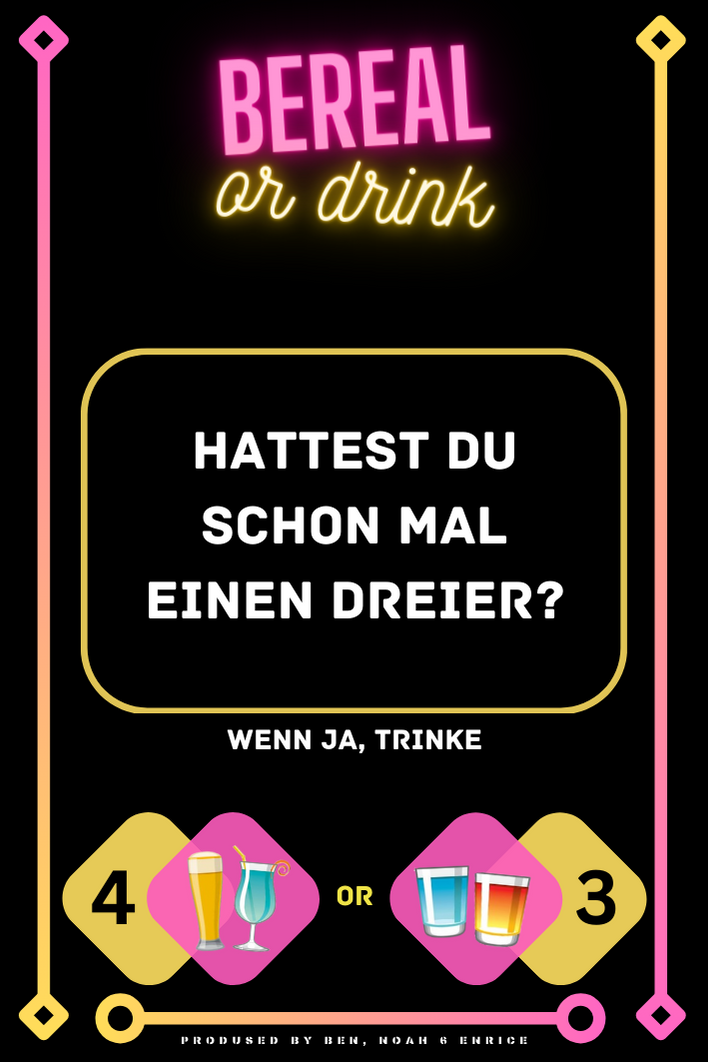 BEREAL
or drink
HATTEST DU
SCHON MAL
EINEN DREIER?
WENN JA, TRINKE
4 OR 3
PRODUSED BY BEN, NOAH & ENRICE